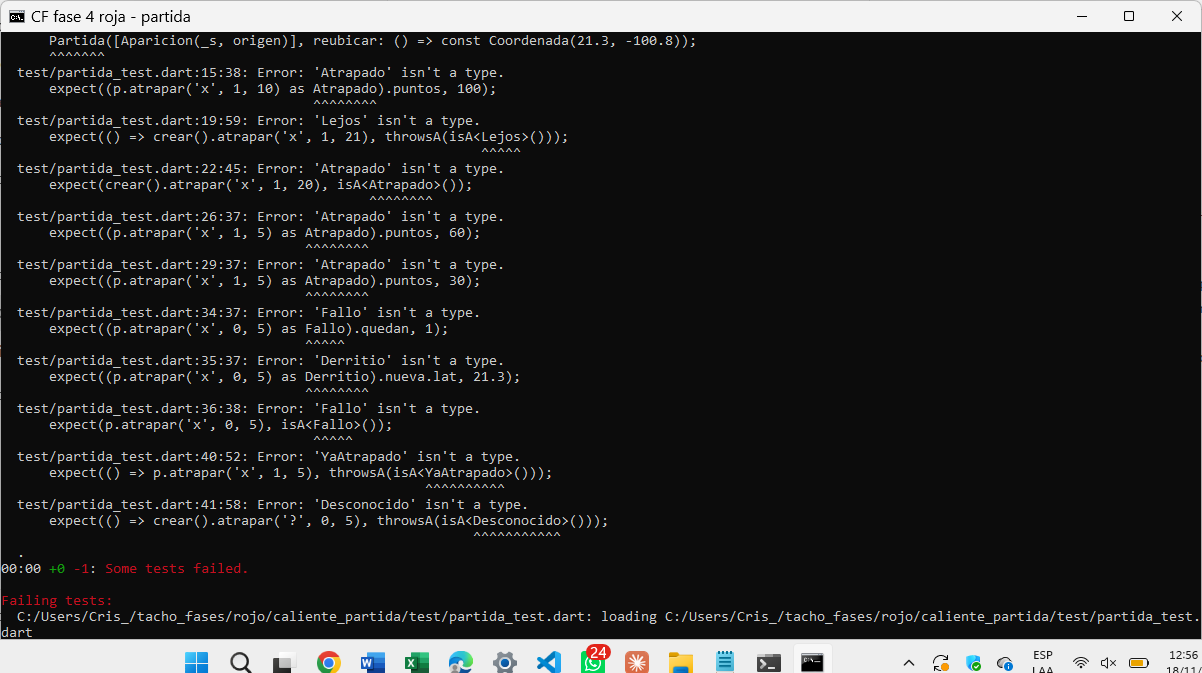 CF fase 4 roja - partida
Partida([Aparicion(_s, origen)], reubicar: () => const Coordenada(21.3, -100.8));
^^^^^^^
test/partida_test.dart:15:38: Error: 'Atrapado' isn't a type.
expect((p.atrapar('x', 1, 10) as Atrapado).puntos, 100);
^^^^^^^^
test/partida_test.dart:19:59: Error: 'Lejos' isn't a type.
expect(() => crear().atrapar('x', 1, 21), throwsA(isA<Lejos>()));
^^^^^
test/partida_test.dart:22:45: Error: 'Atrapado' isn't a type.
expect(crear().atrapar('x', 1, 20), isA<Atrapado>());
^^^^^^^^
test/partida_test.dart:26:37: Error: 'Atrapado' isn't a type.
expect((p.atrapar('x', 1, 5) as Atrapado).puntos, 60);
^^^^^^^^
test/partida_test.dart:29:37: Error: 'Atrapado' isn't a type.
expect((p.atrapar('x', 1, 5) as Atrapado).puntos, 30);
^^^^^^^^
test/partida_test.dart:34:37: Error: 'Fallo' isn't a type.
expect((p.atrapar('x', 0, 5) as Fallo).quedan, 1);
^^^^^
test/partida_test.dart:35:37: Error: 'Derritio' isn't a type.
expect((p.atrapar('x', 0, 5) as Derritio).nueva.lat, 21.3);
^^^^^^^^
test/partida_test.dart:36:38: Error: 'Fallo' isn't a type.
expect(p.atrapar('x', 0, 5), isA<Fallo>());
^^^^^
test/partida_test.dart:40:52: Error: 'YaAtrapado' isn't a type.
expect(() => p.atrapar('x', 1, 5), throwsA(isA<YaAtrapado>()));
^^^^^^^^^^
test/partida_test.dart:41:58: Error: 'Desconocido' isn't a type.
expect(() => crear().atrapar('?', 0, 5), throwsA(isA<Desconocido>()));
^^^^^^^^^^^
.
00:00 +0 -1: Some tests failed.
Failing tests:
C:/Users/Cris_/tacho_fases/rojo/caliente_partida/test/partida_test.dart: loading C:/Users/Cris_/tacho_fases/rojo/caliente_partida/test/partida_test.
dart
24
ESP
LAA
12:56
18/11/